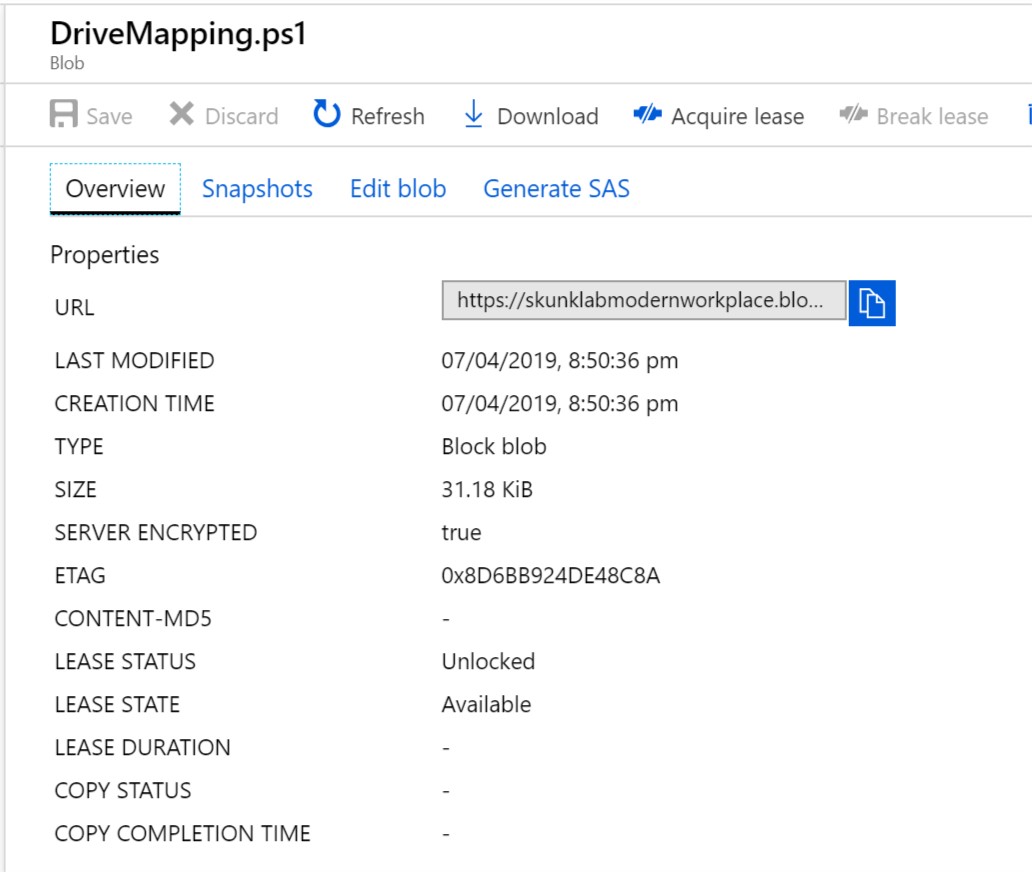 DriveMapping.ps1
Blob
Save Discard Refresh Download Acquire lease Break lease
Overview Snapshots Edit blob Generate SAS
Properties
URL https://skunklabmodernworkplace.blo...
LAST MODIFIED 07/04/2019, 8:50:36 pm
CREATION TIME 07/04/2019, 8:50:36 pm
TYPE Block blob
SIZE 31.18 KiB
SERVER ENCRYPTED true
ETAG 0x8D6BB924DE48C8A
CONTENT-MD5 -
LEASE STATUS Unlocked
LEASE STATE Available
LEASE DURATION -
COPY STATUS -
COPY COMPLETION TIME -